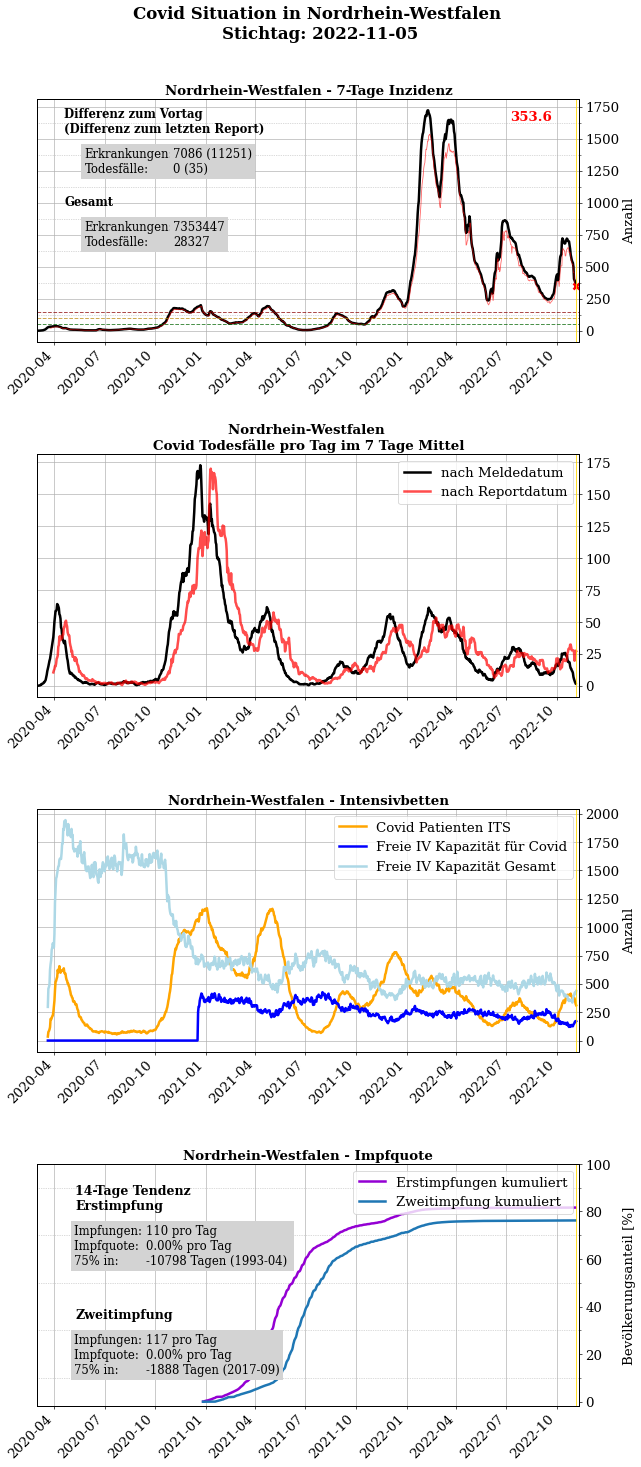 Covid Situation in Nordrhein-Westfalen
Stichtag: 2022-11-05
Nordrhein-Westfalen - 7-Tage Inzidenz
Differenz zum Vortag
(Differenz zum letzten Report)
Erkrankungen 7086 (11251)
Todesfälle: 0 (35)
Gesamt
Erkrankungen 7353447
Todesfälle: 28327
353.6
1750
1500
1250
1000
750
500
250
0
Anzahl
2020-04 2020-07 2020-10 2021-01 2021-04 2021-07 2021-10 2022-01 2022-04 2022-07 2022-10
Nordrhein-Westfalen
Covid Todesfälle pro Tag im 7 Tage Mittel
nach Meldedatum
nach Reportdatum
175
150
125
100
75
50
25
0
2020-04 2020-07 2020-10 2021-01 2021-04 2021-07 2021-10 2022-01 2022-04 2022-07 2022-10
Nordrhein-Westfalen - Intensivbetten
Covid Patienten ITS
Freie IV Kapazität für Covid
Freie IV Kapazität Gesamt
2000
1750
1500
1250
1000
750
500
250
0
Anzahl
2020-04 2020-07 2020-10 2021-01 2021-04 2021-07 2021-10 2022-01 2022-04 2022-07 2022-10
Nordrhein-Westfalen - Impfquote
14-Tage Tendenz
Erstimpfung
Impfungen: 110 pro Tag
Impfquote: 0.00% pro Tag
75% in: -10798 Tagen (1993-04)
Zweitimpfung
Impfungen: 117 pro Tag
Impfquote: 0.00% pro Tag
75% in: -1888 Tagen (2017-09)
Erstimpfungen kumuliert
Zweitimpfung kumuliert
100
80
60
40
20
0
Bevölkerungsanteil [%]
2020-04 2020-07 2020-10 2021-01 2021-04 2021-07 2021-10 2022-01 2022-04 2022-07 2022-10